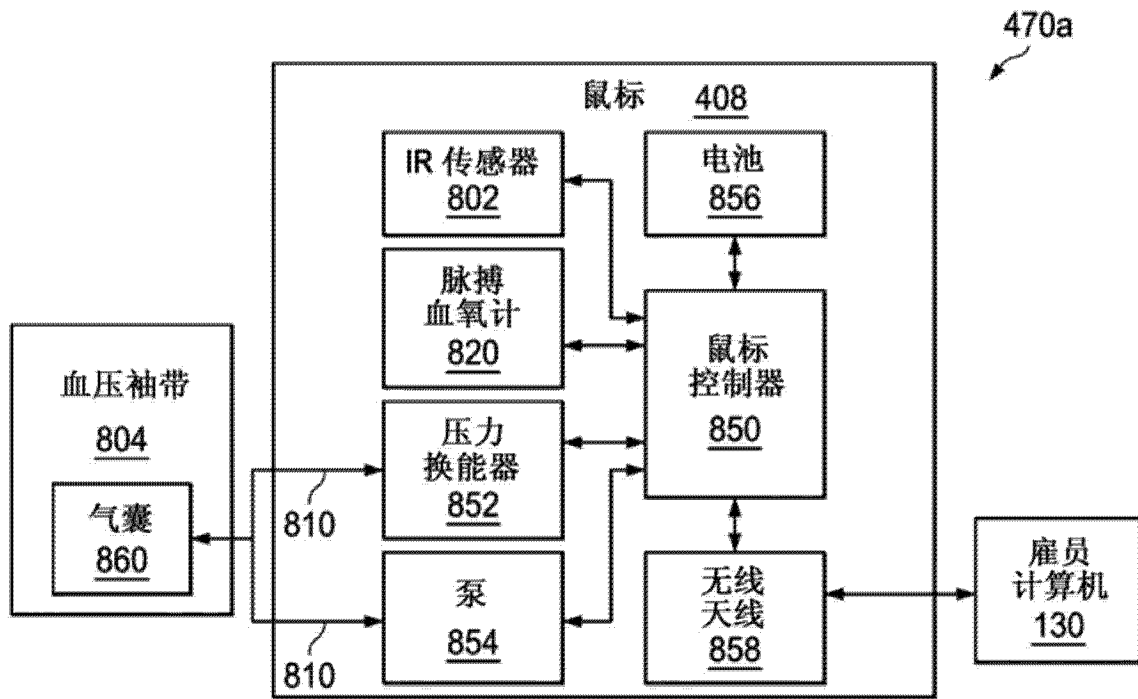 470a
鼠标 408
IR 传感器
802
电池
856
脉搏
血氧计
820
鼠标
控制器
850
血压袖带
804
气囊
860
压力
换能器
852
810
泵
854
810
无线
天线
858
雇员
计算机
130